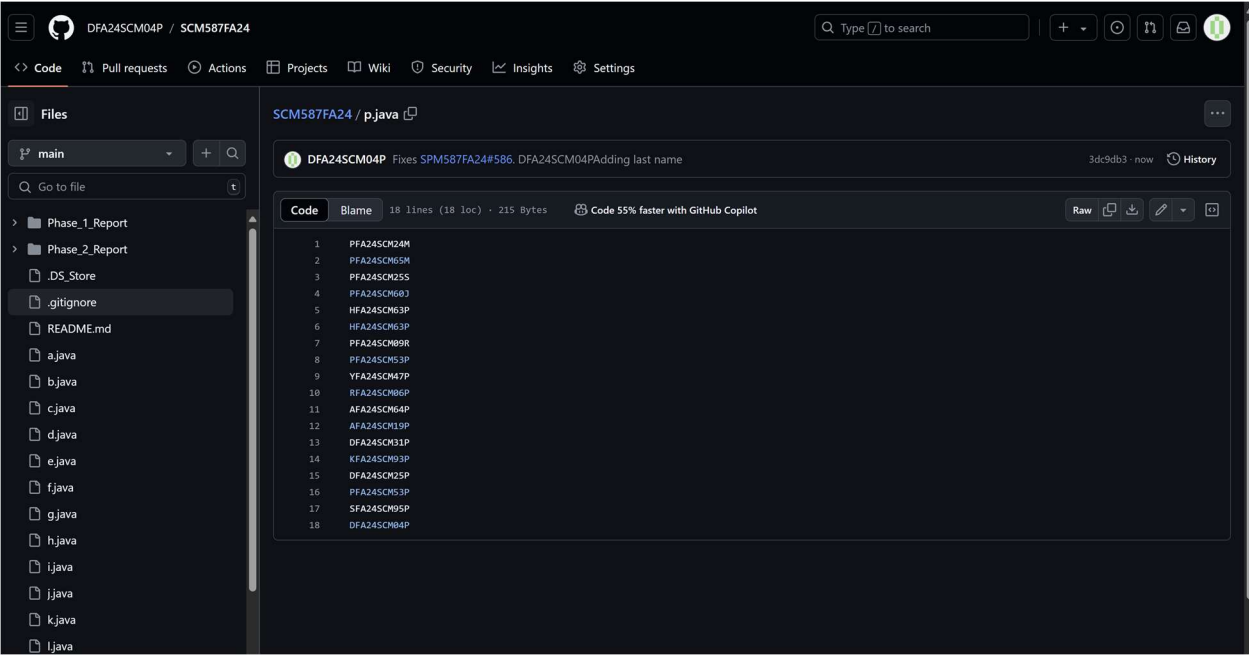 DFA24SCM04P / SCM587FA24
Type / to search
Code Pull requests Actions Projects Wiki Security Insights Settings
Files
main
Go to file
t
Phase_1_Report
Phase_2_Report
.DS_Store
.gitignore
README.md
a.java
b.java
c.java
d.java
e.java
f.java
g.java
h.java
i.java
j.java
k.java
l.java
SCM587FA24 / p.java
DFA24SCM04P Fixes SPM587FA24#586. DFA24SCM04PAdding last name
3dc9db3 · now History
Code Blame 18 lines (18 loc) · 215 Bytes Code 55% faster with GitHub Copilot
Raw
1 PFA24SCM24M
2 PFA24SCM65M
3 PFA24SCM25S
4 PFA24SCM60J
5 HFA24SCM63P
6 HFA24SCM63P
7 PFA24SCM09R
8 PFA24SCM53P
9 YFA24SCM47P
10 RFA24SCM06P
11 AFA24SCM64P
12 AFA24SCM19P
13 DFA24SCM31P
14 KFA24SCM93P
15 DFA24SCM25P
16 PFA24SCM53P
17 SFA24SCM95P
18 DFA24SCM04P